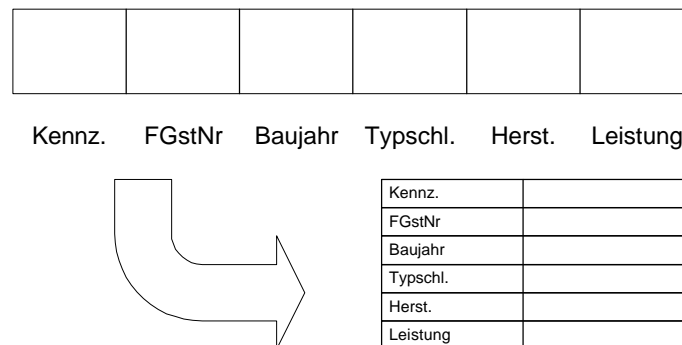 Kennz. FGstNr Baujahr Typschl. Herst. Leistung
Kennz.
FGstNr
Baujahr
Typschl.
Herst.
Leistung